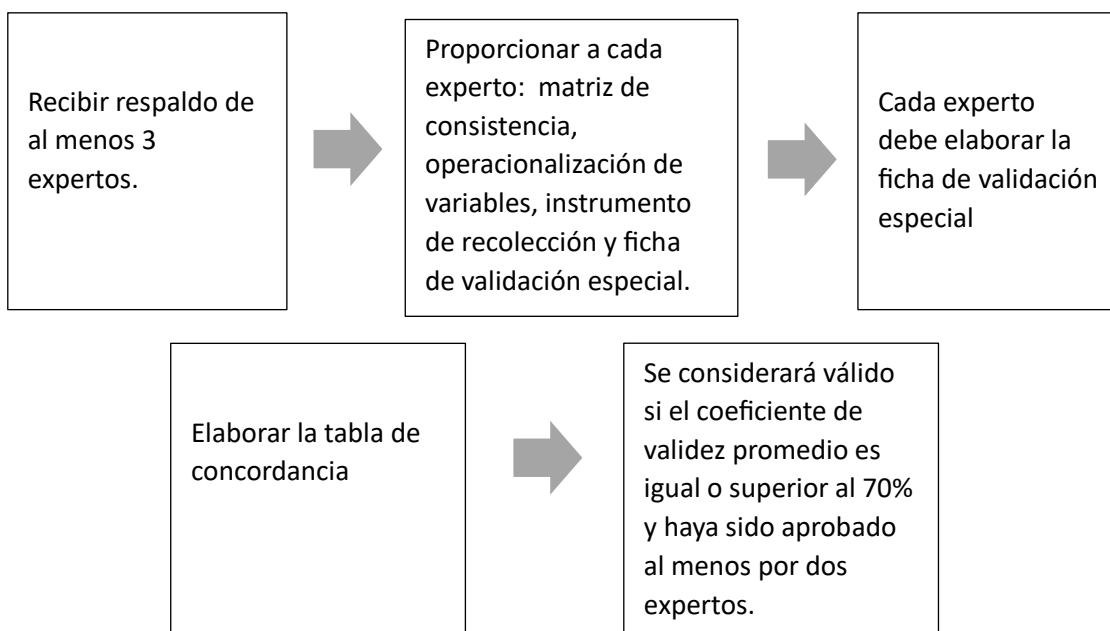 Recibir respaldo de
al menos 3
expertos.
Proporcionar a cada
experto:  matriz de
consistencia,
operacionalización de
variables, instrumento
de recolección y ficha
de validación especial.
Cada experto
debe elaborar la
ficha de validación
especial
Elaborar la tabla de
concordancia
Se considerará válido
si el coeficiente de
validez promedio es
igual o superior al 70%
y haya sido aprobado
al menos por dos
expertos.